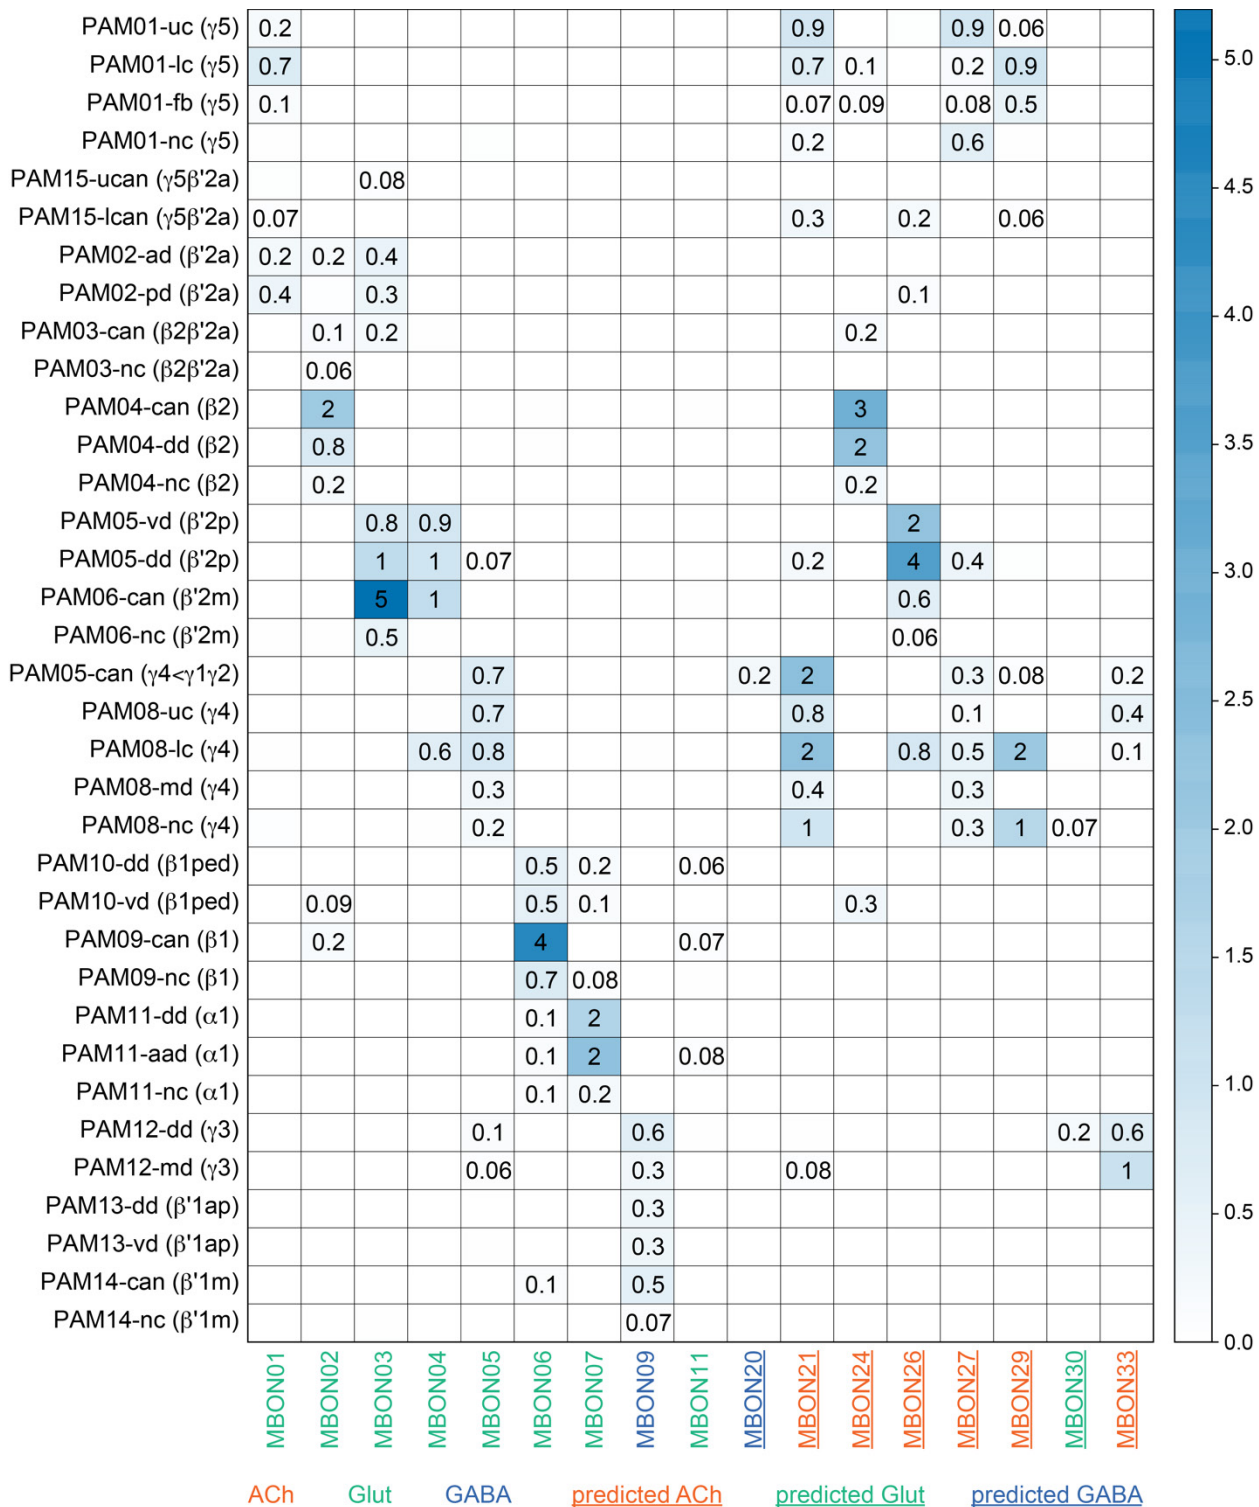 PAM01-uc (γ5) 0.2 0.9 0.9 0.06
PAM01-lc (γ5) 0.7 0.7 0.1 0.2 0.9
PAM01-fb (γ5) 0.1 0.07 0.09 0.08 0.5
PAM01-nc (γ5) 0.2 0.6
PAM15-ucan (γ5β'2a) 0.08
PAM15-lcan (γ5β'2a) 0.07 0.3 0.2 0.06
PAM02-ad (β'2a) 0.2 0.2 0.4
PAM02-pd (β'2a) 0.4 0.3 0.1
PAM03-can (β2β'2a) 0.1 0.2 0.2
PAM03-nc (β2β'2a) 0.06
PAM04-can (β2) 2 3
PAM04-dd (β2) 0.8 2
PAM04-nc (β2) 0.2 0.2
PAM05-vd (β'2p) 0.8 0.9 2
PAM05-dd (β'2p) 1 1 0.07 0.2 4 0.4
PAM06-can (β'2m) 5 1 0.6
PAM06-nc (β'2m) 0.5 0.06
PAM05-can (γ4<γ1γ2) 0.7 0.2 2 0.3 0.08 0.2
PAM08-uc (γ4) 0.7 0.8 0.1 0.4
PAM08-lc (γ4) 0.6 0.8 2 0.8 0.5 2 0.1
PAM08-md (γ4) 0.3 0.4 0.3
PAM08-nc (γ4) 0.2 1 0.3 1 0.07
PAM10-dd (β1ped) 0.5 0.2 0.06
PAM10-vd (β1ped) 0.09 0.5 0.1 0.3
PAM09-can (β1) 0.2 4 0.07
PAM09-nc (β1) 0.7 0.08
PAM11-dd (α1) 0.1 2
PAM11-aad (α1) 0.1 2 0.08
PAM11-nc (α1) 0.1 0.2
PAM12-dd (γ3) 0.1 0.6 0.2 0.6
PAM12-md (γ3) 0.06 0.3 0.08 1
PAM13-dd (β'1ap) 0.3
PAM13-vd (β'1ap) 0.3
PAM14-can (β'1m) 0.1 0.5
PAM14-nc (β'1m) 0.07
MBON01 MBON02 MBON03 MBON04 MBON05 MBON06 MBON07 MBON09 MBON11 MBON20 MBON21 MBON24 MBON26 MBON27 MBON29 MBON30 MBON33
ACh Glut GABA predicted ACh predicted Glut predicted GABA
5.0
4.5
4.0
3.5
3.0
2.5
2.0
1.5
1.0
0.5
0.0